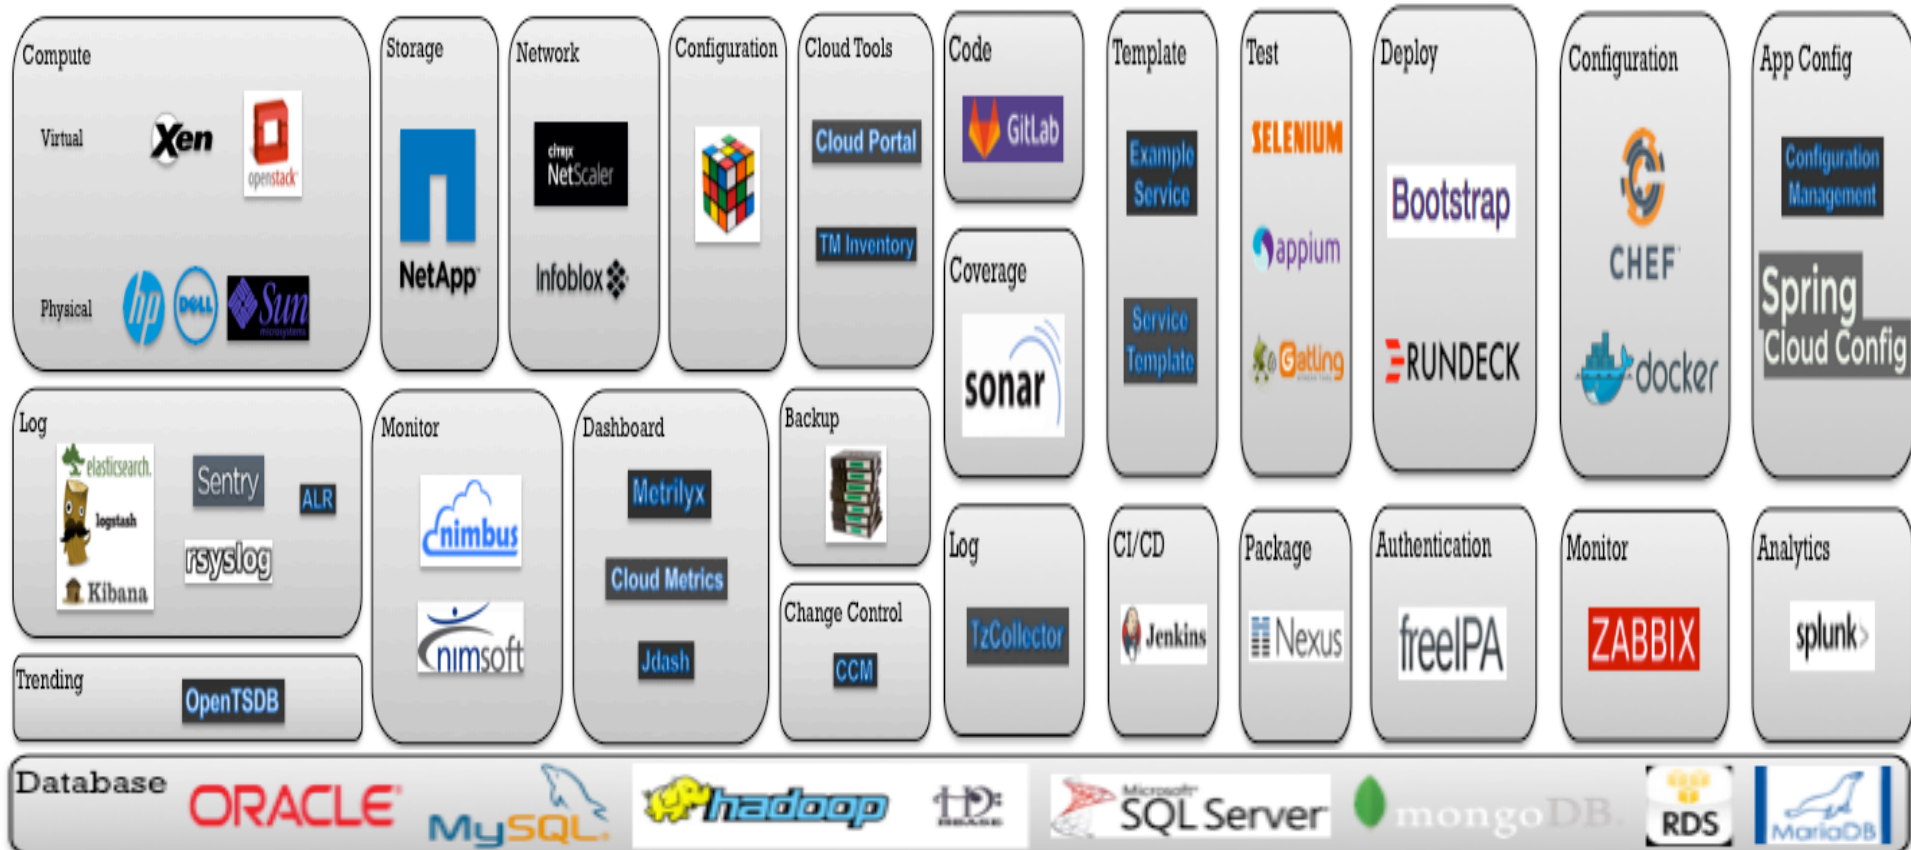 Compute
Virtual
Xen
openstack
Physical
hp
DELL
Sun
microsystems
Storage
NetApp
Network
citrix
NetScaler
Infoblox
Configuration
Cloud Tools
Cloud Portal
TM Inventory
Code
GitLab
Coverage
sonar
Template
Example
Service
Service
Template
Test
SELENIUM
appium
Gatling
Deploy
Bootstrap
RUNDECK
Configuration
CHEF
docker
App Config
Configuration
Management
Spring
Cloud Config
Log
elasticsearch.
logstash
Kibana
Sentry
rsyslog
ALR
Trending
OpenTSDB
Monitor
nimbus
nimsoft
Dashboard
Metrilyx
Cloud Metrics
Jdash
Backup
Change Control
CCM
Log
TzCollector
CI/CD
Jenkins
Package
Nexus
Authentication
freeIPA
Monitor
ZABBIX
Analytics
splunk>
Database
ORACLE
MySQL
hadoop
HBASE
Microsoft
SQL Server
mongoDB
RDS
MariaDB